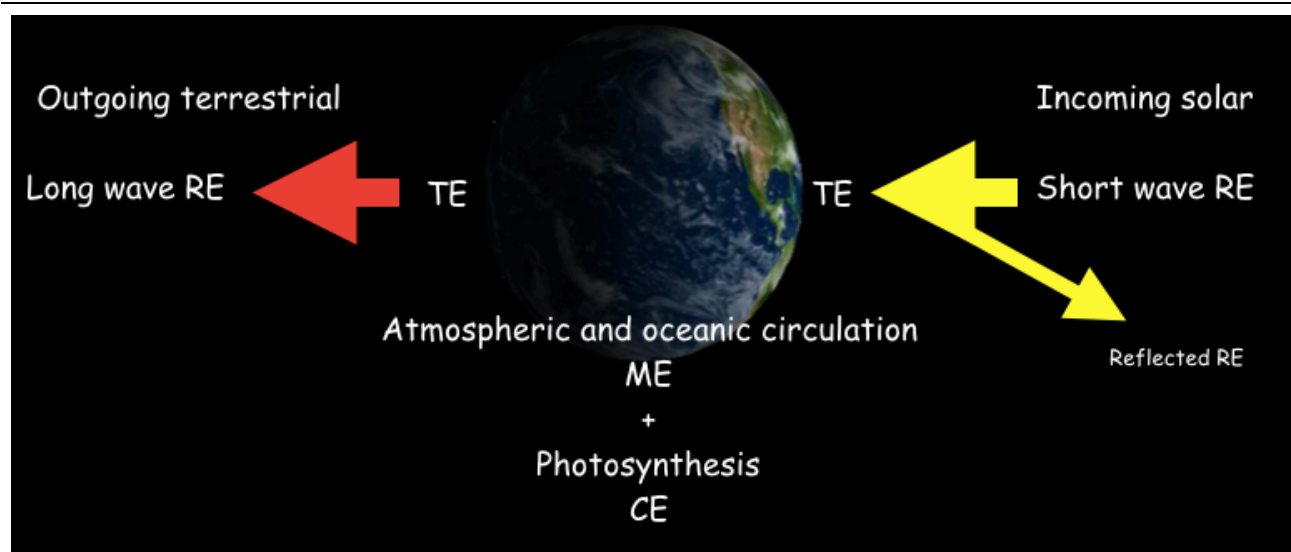 Outgoing terrestrial
Incoming solar
Long wave RE
TE
TE
Short wave RE
Atmospheric and oceanic circulation
ME
+
Photosynthesis
CE
Reflected RE